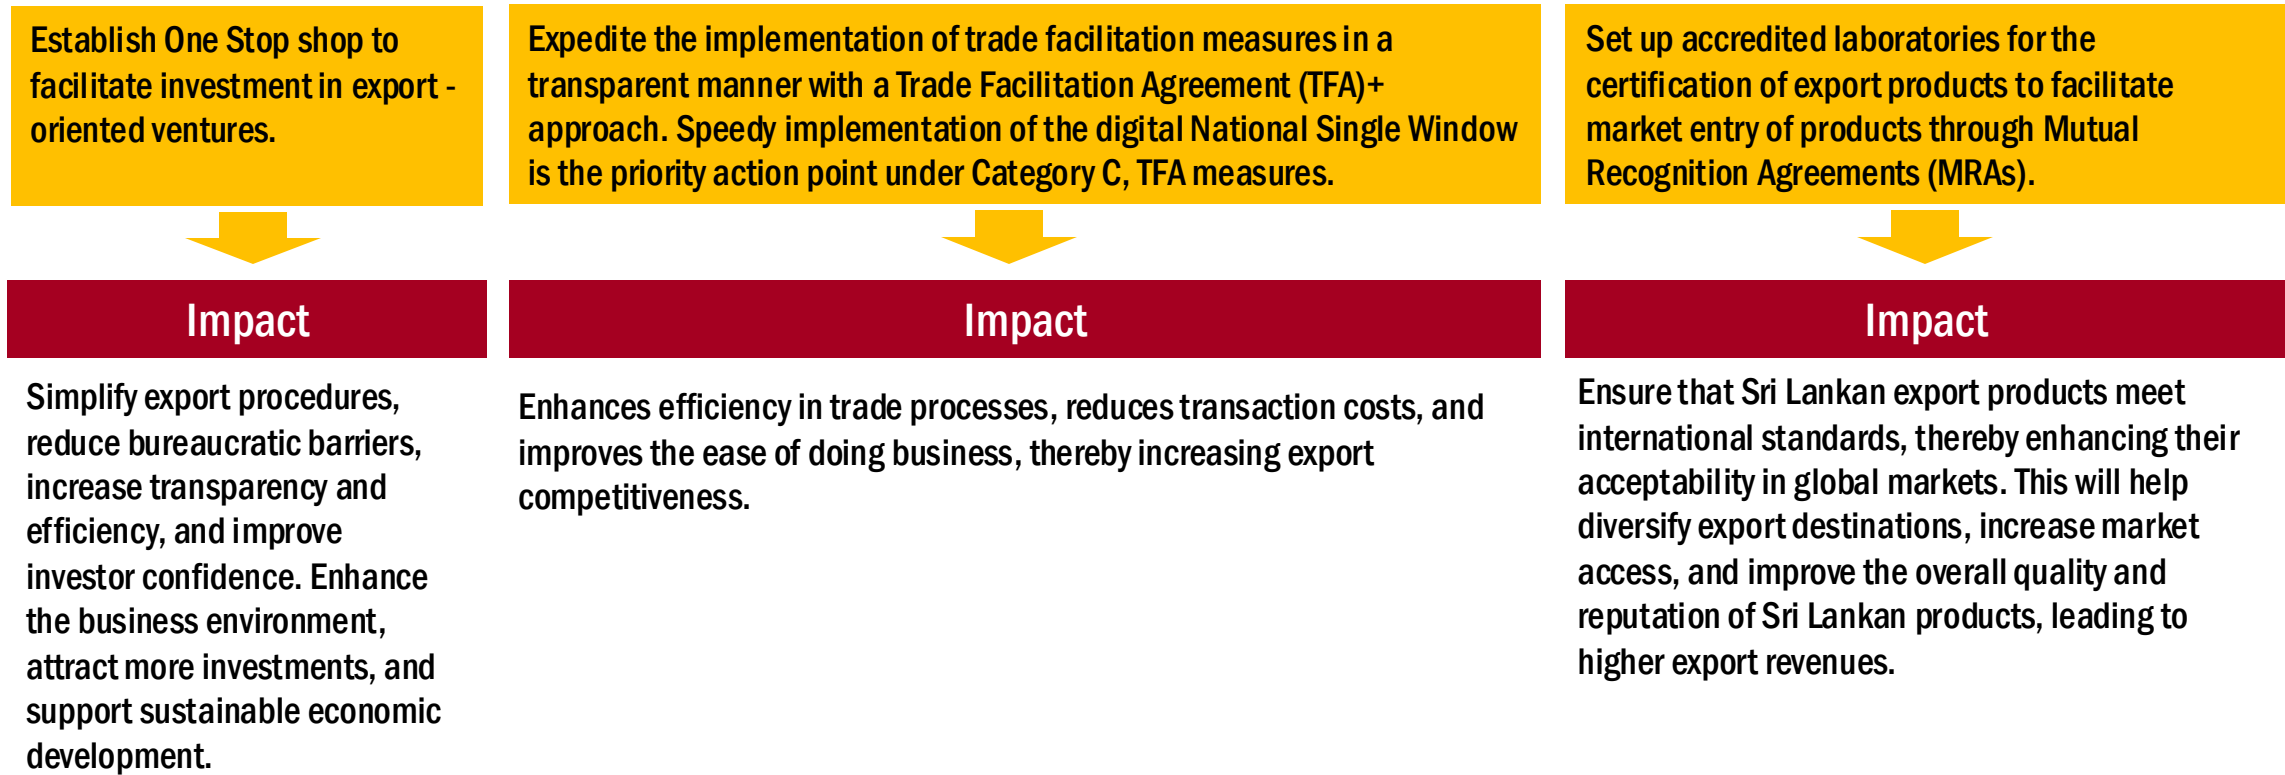 Establish One Stop shop to
facilitate investment in export -
oriented ventures.
Impact
Simplify export procedures,
reduce bureaucratic barriers,
increase transparency and
efficiency, and improve
investor confidence. Enhance
the business environment,
attract more investments, and
support sustainable economic
development.
Expedite the implementation of trade facilitation measures in a
transparent manner with a Trade Facilitation Agreement (TFA)+
approach. Speedy implementation of the digital National Single Window
is the priority action point under Category C, TFA measures.
Impact
Enhances efficiency in trade processes, reduces transaction costs, and
improves the ease of doing business, thereby increasing export
competitiveness.
Set up accredited laboratories for the
certification of export products to facilitate
market entry of products through Mutual
Recognition Agreements (MRAs).
Impact
Ensure that Sri Lankan export products meet
international standards, thereby enhancing their
acceptability in global markets. This will help
diversify export destinations, increase market
access, and improve the overall quality and
reputation of Sri Lankan products, leading to
higher export revenues.